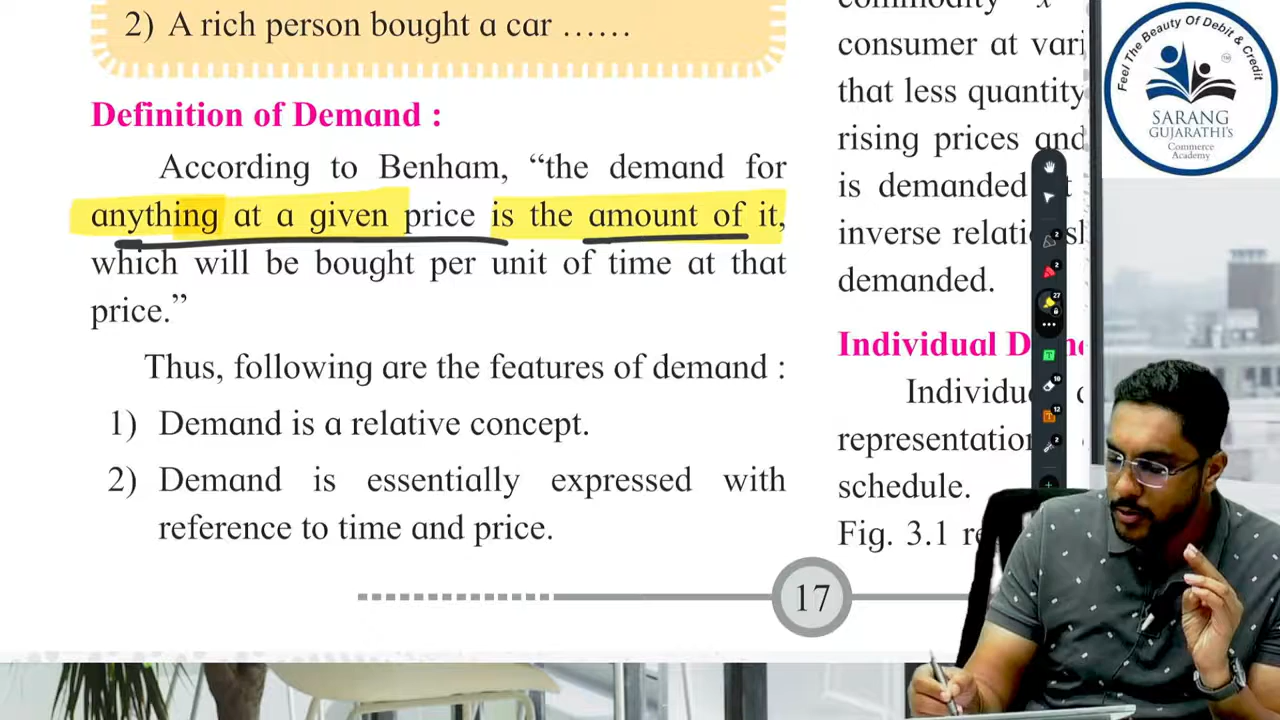 2) A rich person bought a car ……
Definition of Demand :
According to Benham, “the demand for
anything at a given price is the amount of it,
which will be bought per unit of time at that
price.”
Thus, following are the features of demand :
1) Demand is a relative concept.
2) Demand is essentially expressed with
reference to time and price.
17
commodity ‘x’
consumer at vari
that less quantity
rising prices and
is demanded
inverse relati
demanded.
Individual D
Individu
representation
schedule.
Fig. 3.1 re
Feel The Beauty Of Debit & Credit
SARANG
GUJARATHI'S
Commerce
Academy